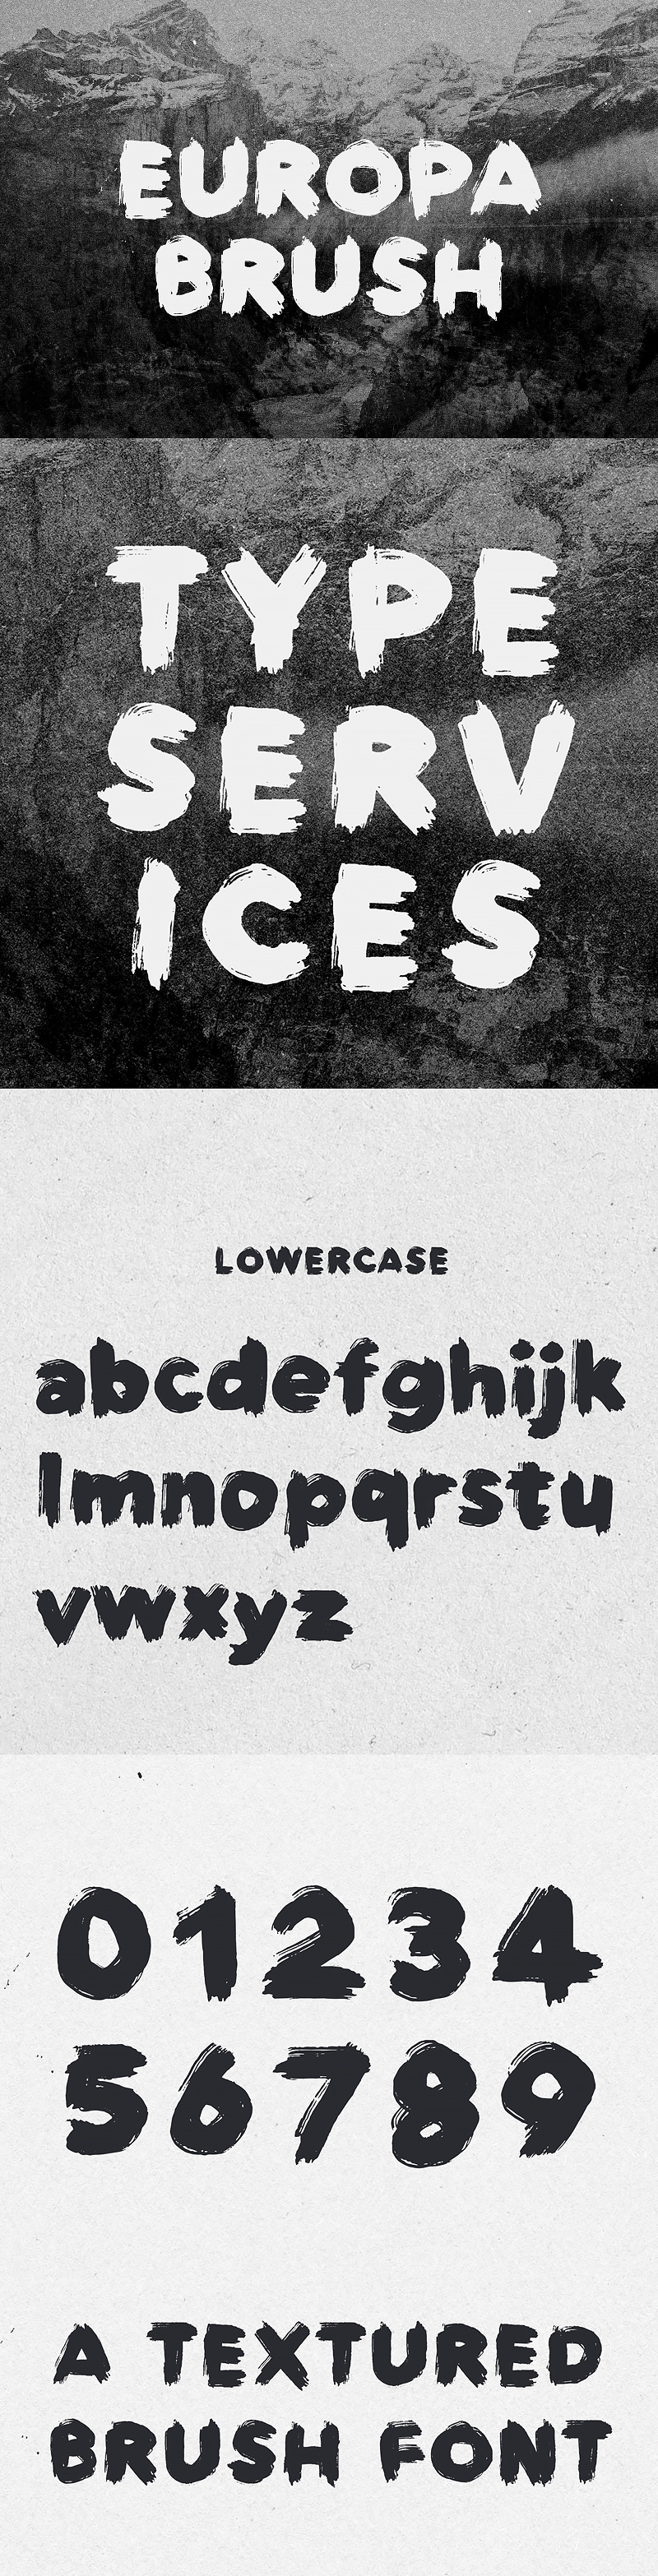 EUROPA
BRUSH
TYPE
SERV
ICES
LOWERCASE
abcdefghijk
lmnopqrstu
vwxyz
01234
56789
A TEXTURED
BRUSH FONT